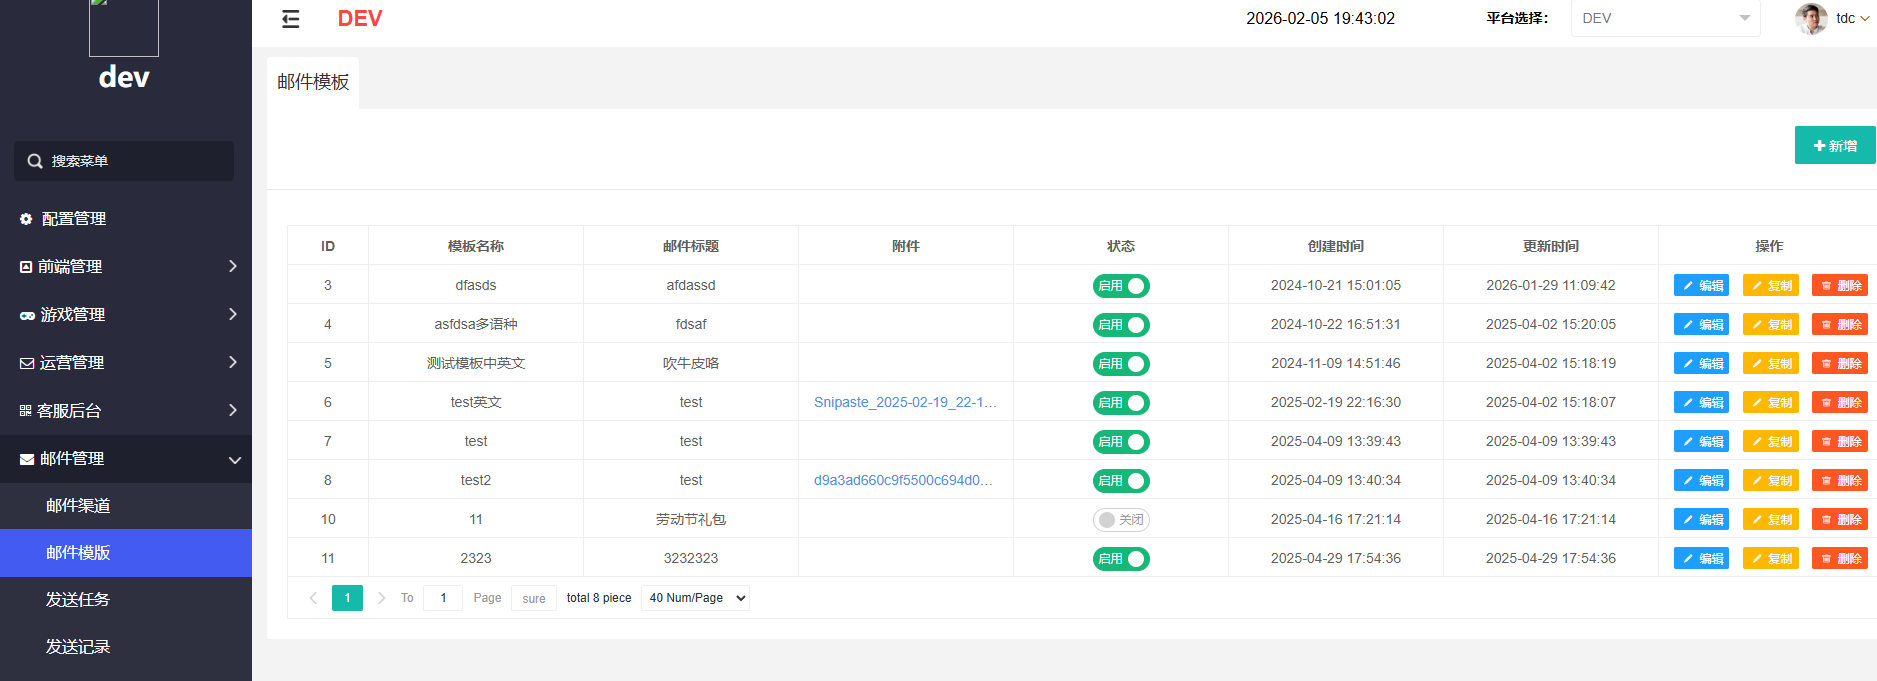 DEV
2026-02-05 19:43:02
平台选择：
DEV
tdc
dev
搜索菜单
配置管理
前端管理
游戏管理
运营管理
客服后台
邮件管理
邮件渠道
邮件模版
发送任务
发送记录
邮件模板
新增
ID 模板名称 邮件标题 附件 状态 创建时间 更新时间 操作
3 dfasds afdassd 启用 2024-10-21 15:01:05 2026-01-29 11:09:42 编辑 复制 删除
4 asfdsa多语种 fdsaf 启用 2024-10-22 16:51:31 2025-04-02 15:20:05 编辑 复制 删除
5 测试模板中英文 吹牛皮咯 启用 2024-11-09 14:51:46 2025-04-02 15:18:19 编辑 复制 删除
6 test英文 test Snipaste_2025-02-19_22-1... 启用 2025-02-19 22:16:30 2025-04-02 15:18:07 编辑 复制 删除
7 test test 启用 2025-04-09 13:39:43 2025-04-09 13:39:43 编辑 复制 删除
8 test2 test d9a3ad660c9f5500c694d0... 启用 2025-04-09 13:40:34 2025-04-09 13:40:34 编辑 复制 删除
10 11 劳动节礼包 关闭 2025-04-16 17:21:14 2025-04-16 17:21:14 编辑 复制 删除
11 2323 3232323 启用 2025-04-29 17:54:36 2025-04-29 17:54:36 编辑 复制 删除
1 To 1 Page sure total 8 piece 40 Num/Page